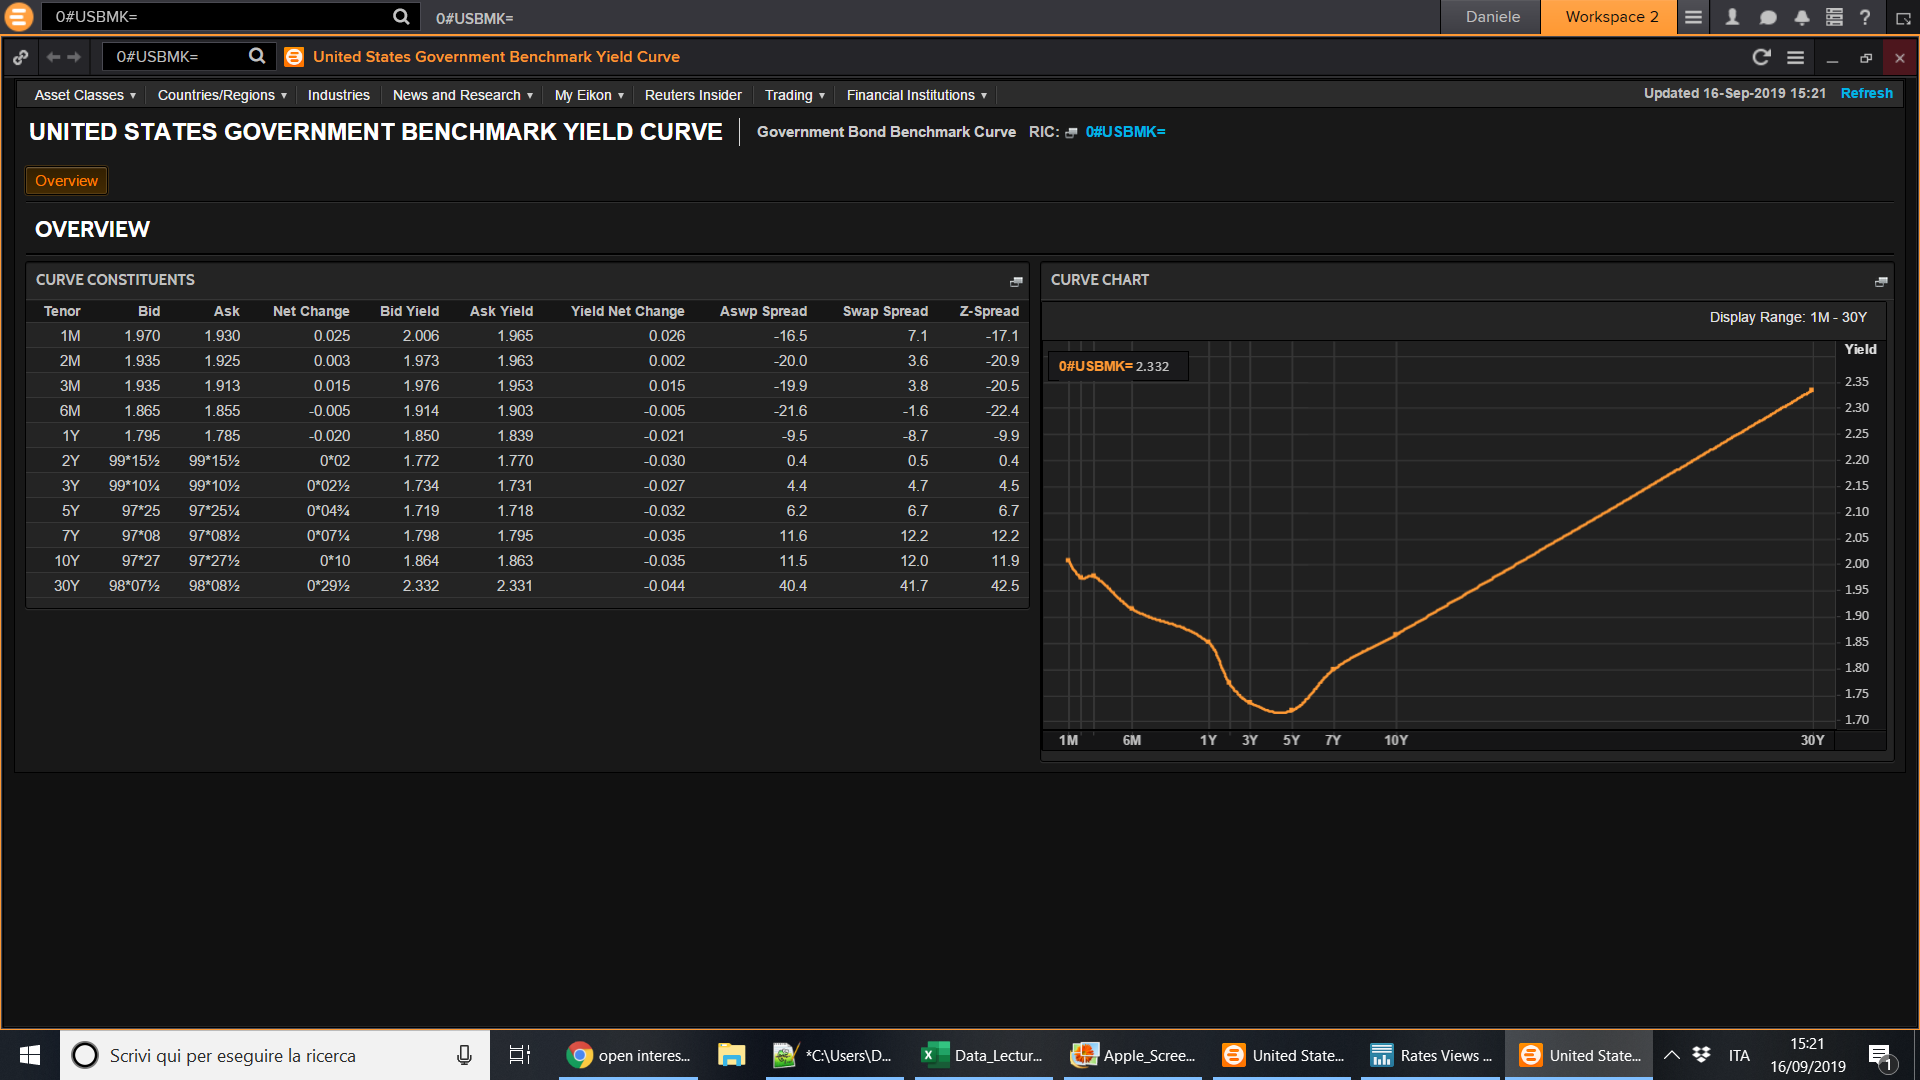 0#USBMK=
0#USBMK=
Daniele
Workspace 2
?
0#USBMK=
United States Government Benchmark Yield Curve
Asset Classes Countries/Regions Industries News and Research My Eikon Reuters Insider Trading Financial Institutions
Updated 16-Sep-2019 15:21 Refresh
UNITED STATES GOVERNMENT BENCHMARK YIELD CURVE
Government Bond Benchmark Curve RIC: 0#USBMK=
Overview
OVERVIEW
CURVE CONSTITUENTS
Tenor Bid Ask Net Change Bid Yield Ask Yield Yield Net Change Aswp Spread Swap Spread Z-Spread
1M 1.970 1.930 0.025 2.006 1.965 0.026 -16.5 7.1 -17.1
2M 1.935 1.925 0.003 1.973 1.963 0.002 -20.0 3.6 -20.9
3M 1.935 1.913 0.015 1.976 1.953 0.015 -19.9 3.8 -20.5
6M 1.865 1.855 -0.005 1.914 1.903 -0.005 -21.6 -1.6 -22.4
1Y 1.795 1.785 -0.020 1.850 1.839 -0.021 -9.5 -8.7 -9.9
2Y 99*15½ 99*15½ 0*02 1.772 1.770 -0.030 0.4 0.5 0.4
3Y 99*10¼ 99*10½ 0*02½ 1.734 1.731 -0.027 4.4 4.7 4.5
5Y 97*25 97*25¼ 0*04¾ 1.719 1.718 -0.032 6.2 6.7 6.7
7Y 97*08 97*08½ 0*07¼ 1.798 1.795 -0.035 11.6 12.2 12.2
10Y 97*27 97*27½ 0*10 1.864 1.863 -0.035 11.5 12.0 11.9
30Y 98*07½ 98*08½ 0*29½ 2.332 2.331 -0.044 40.4 41.7 42.5
CURVE CHART
Display Range: 1M - 30Y
Yield
0#USBMK= 2.332
2.35
2.30
2.25
2.20
2.15
2.10
2.05
2.00
1.95
1.90
1.85
1.80
1.75
1.70
1M 6M 1Y 3Y 5Y 7Y 10Y 30Y
Scrivi qui per eseguire la ricerca
open interes...
*C:\Users\D...
Data_Lectur...
Apple_Scree...
United State...
Rates Views ...
United State...
ITA
15:21
16/09/2019
1